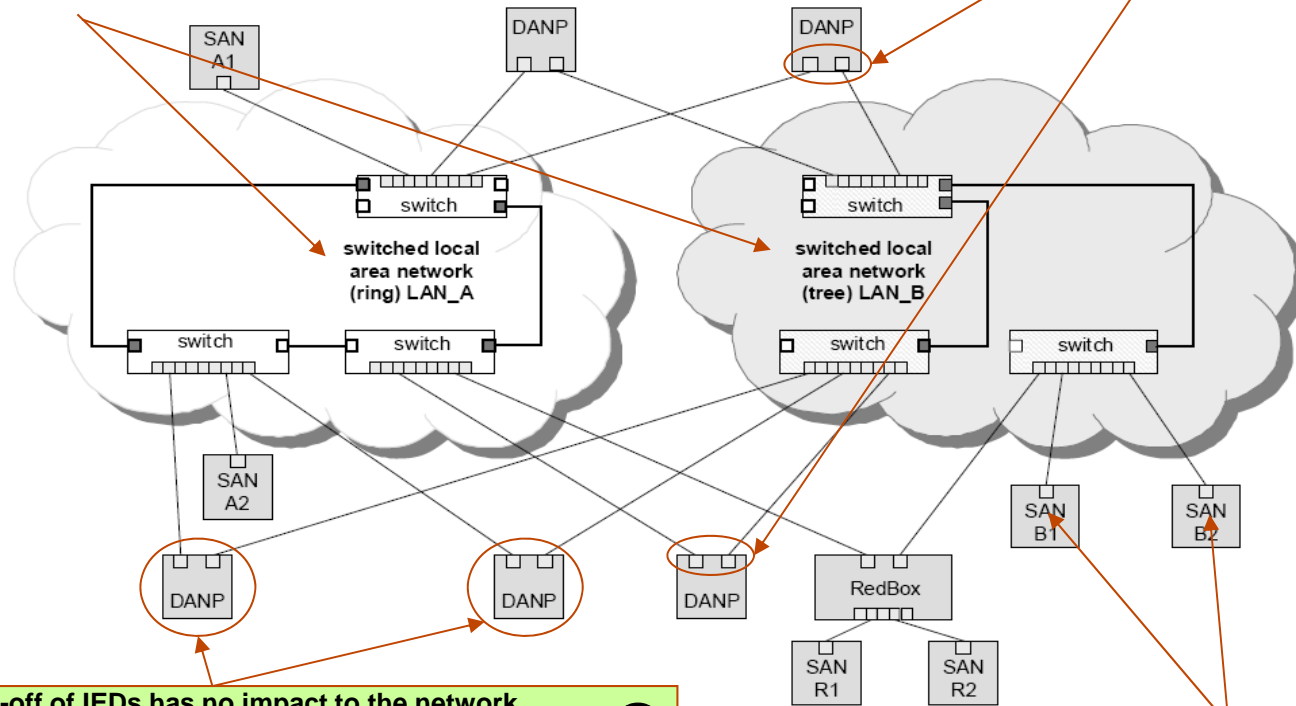 SAN
A1
DANP
DANP
switch
switch
switched local
area network
(ring) LAN_A
switched local
area network
(tree) LAN_B
switch
switch
switch
switch
SAN
A2
SAN
B1
SAN
B2
DANP
DANP
DANP
RedBox
SAN
R1
SAN
R2
-off of IEDs has no impact to the network